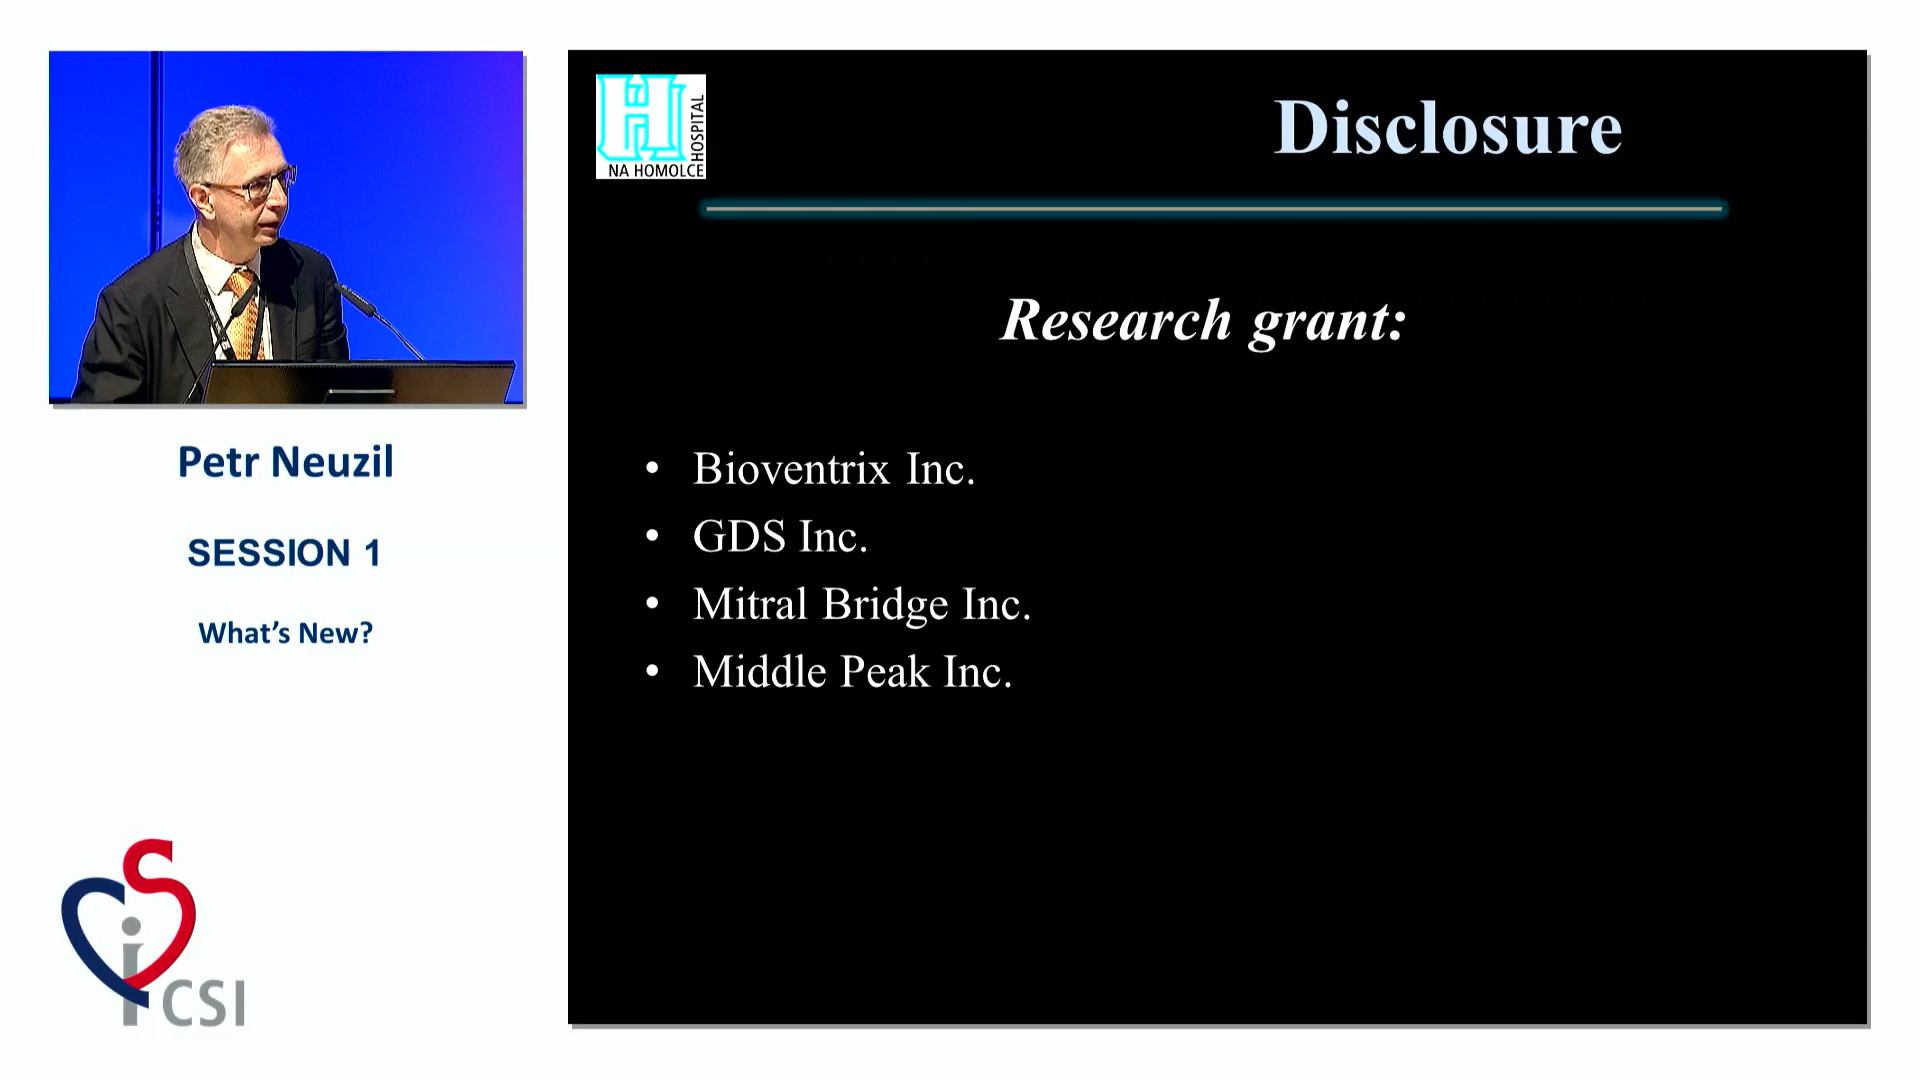 Petr Neuzil
SESSION 1
What's New?
iCSI
H
HOSPITAL
NA HOMOLCE
Disclosure
Research grant:
• Bioventrix Inc.
• GDS Inc.
• Mitral Bridge Inc.
• Middle Peak Inc.